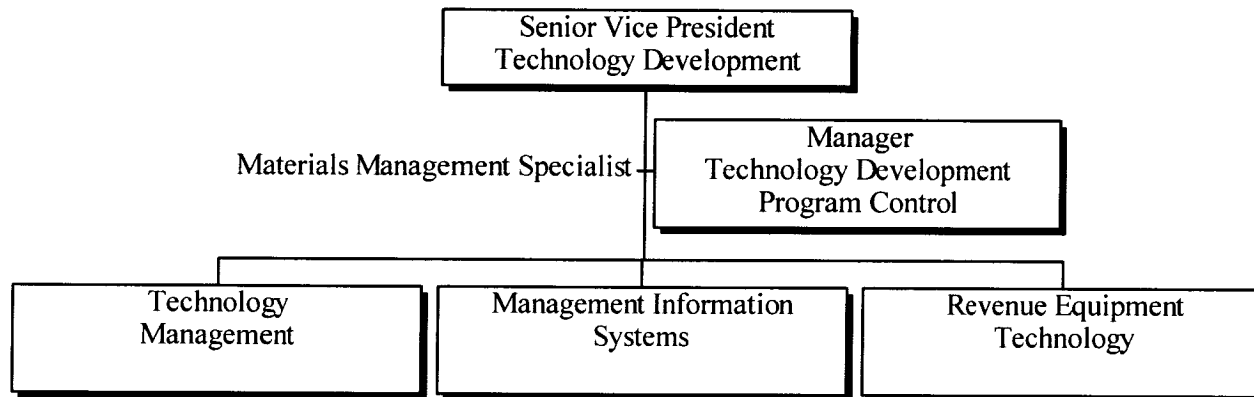 Senior Vice President
Technology Development
Materials Management Specialist
Manager
Technology Development
Program Control
Technology
Management
Management Information
Systems
Revenue Equipment
Technology